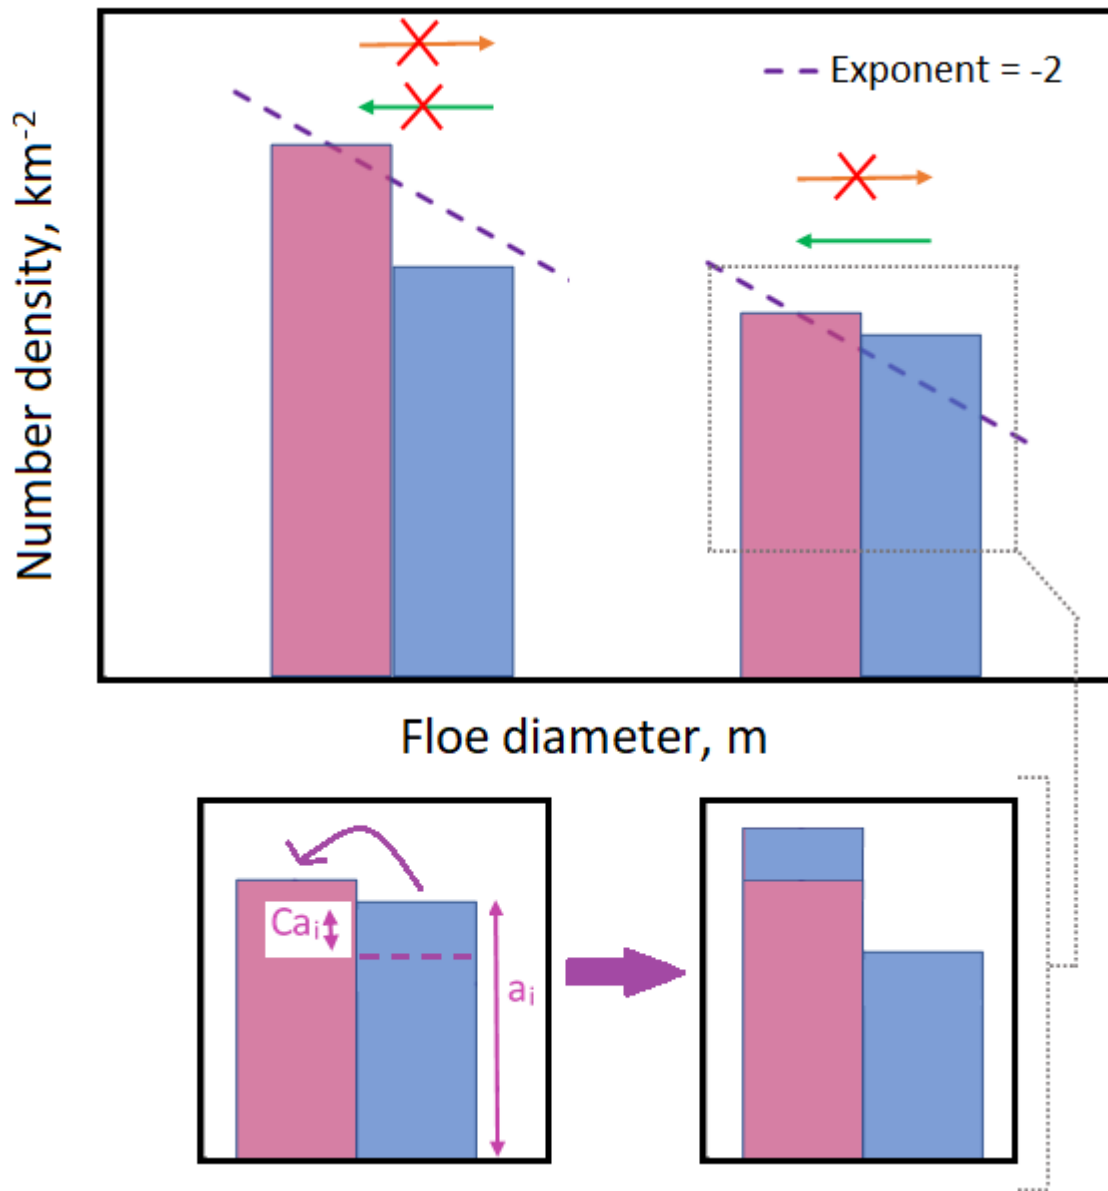 Exponent = -2
Number density, km⁻²
Floe diameter, m
Caᵢ
aᵢ